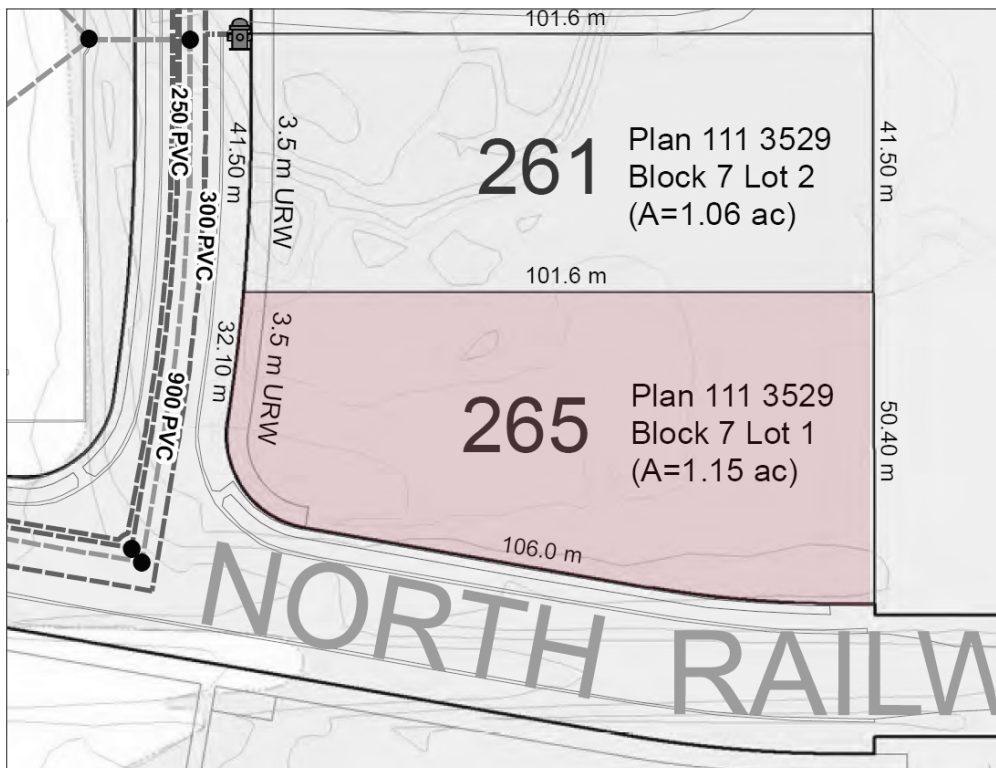 101.6 m
250 PVC
41.50 m
3.5 m URW
300 PVC
261
Plan 111 3529
Block 7 Lot 2
(A=1.06 ac)
41.50 m
101.6 m
32.10 m
3.5 m URW
900 PVC
265
Plan 111 3529
Block 7 Lot 1
(A=1.15 ac)
50.40 m
106.0 m
NORTH RAILW